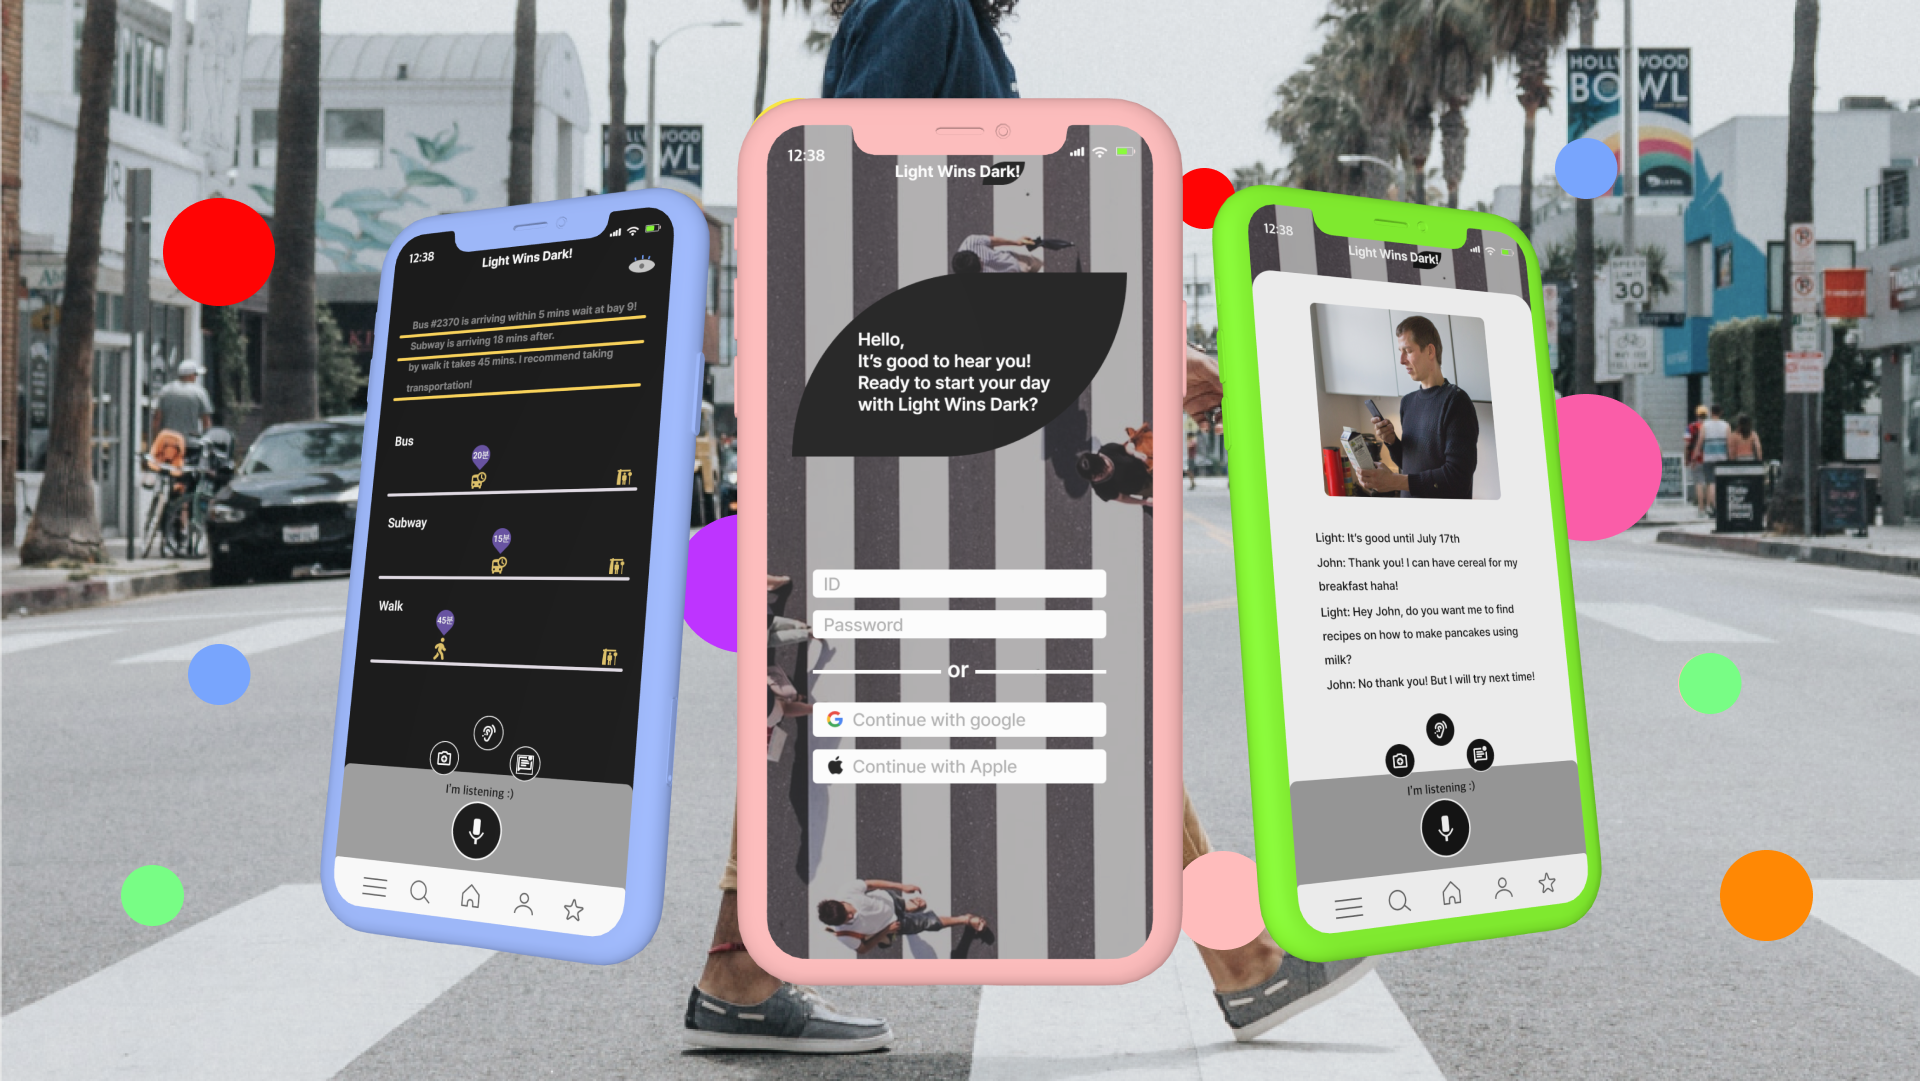 HOLLYWOOD
BOWL
SPEED
LIMIT
30
12:38
Light Wins Dark!
Bus #2370 is arriving within 5 mins wait at bay 9!
Subway is arriving 18 mins after.
by walk it takes 45 mins. I recommend taking
transportation!
Bus
20분
Subway
15분
Walk
45분
I'm listening :)
12:38
Light Wins Dark!
Hello,
It's good to hear you!
Ready to start your day
with Light Wins Dark?
ID
Password
or
Continue with google
Continue with Apple
12:38
Light Wins Dark!
Light: It's good until July 17th
John: Thank you! I can have cereal for my
breakfast haha!
Light: Hey John, do you want me to find
recipes on how to make pancakes using
milk?
John: No thank you! But I will try next time!
I'm listening :)